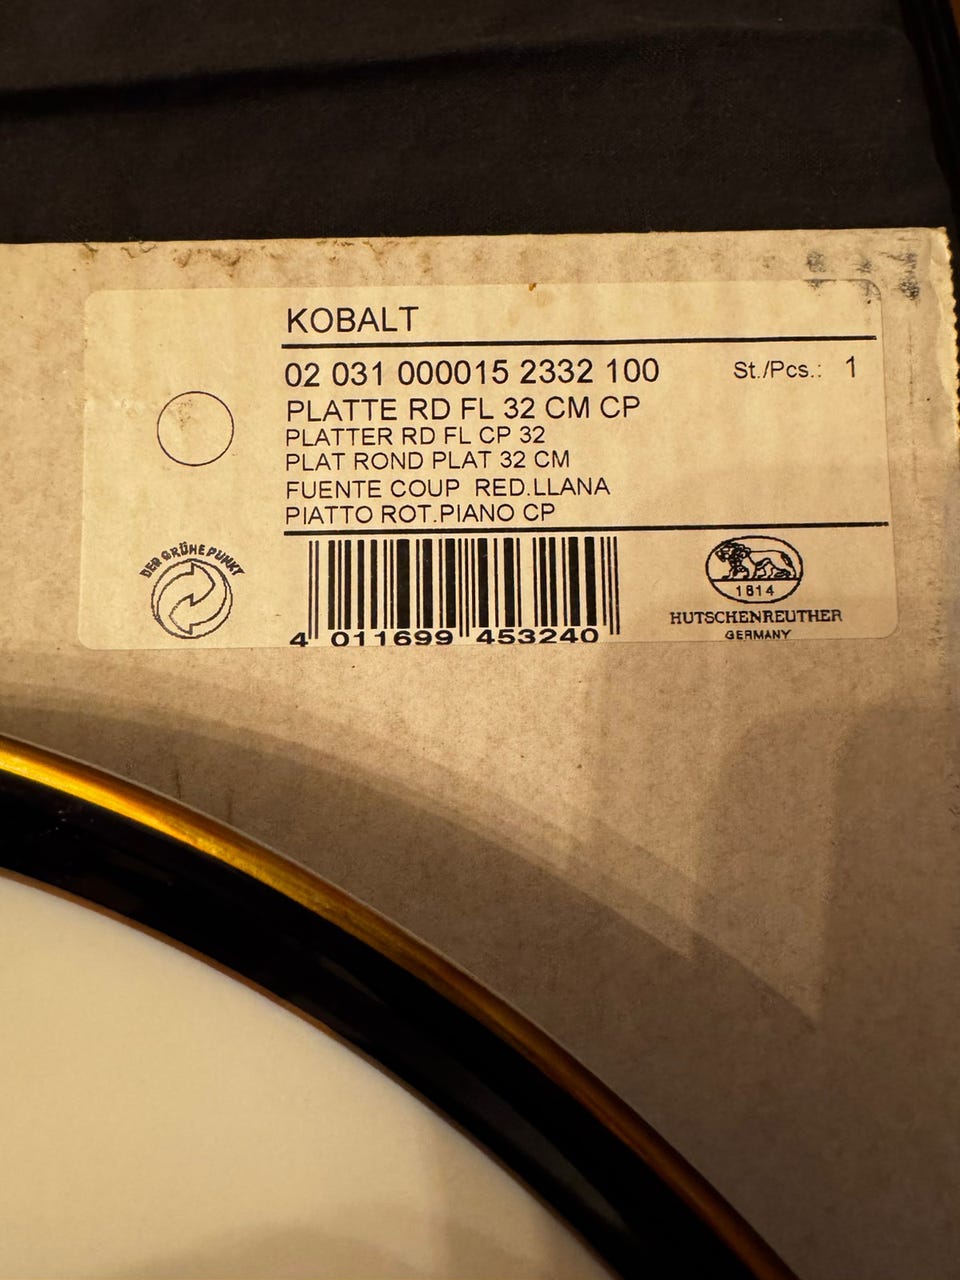 KOBALT
02 031 000015 2332 100 St./Pcs.: 1
PLATTE RD FL 32 CM CP
PLATTER RD FL CP 32
PLAT ROND PLAT 32 CM
FUENTE COUP RED.LLANA
PIATTO ROT.PIANO CP
DER GRÜNE PUNKT
4 011699 453240
1814
HUTSCHENREUTHER
GERMANY